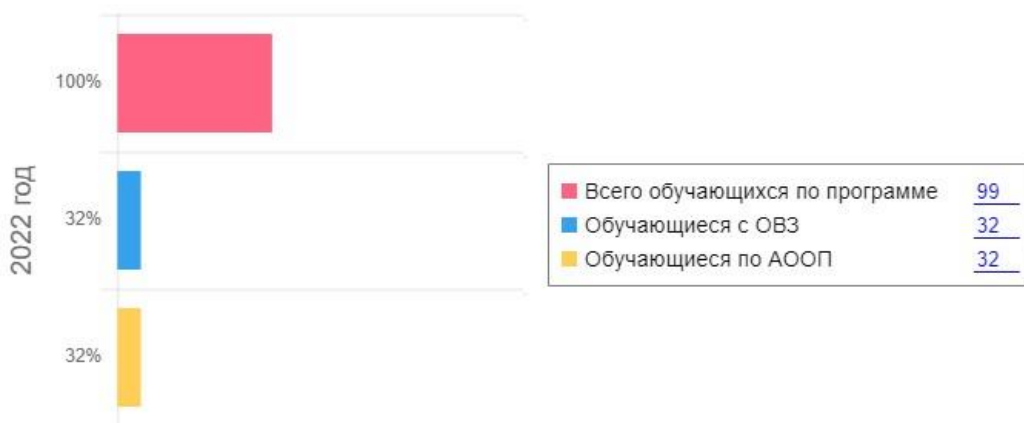 2022 год
100%
32%
32%
Всего обучающихся по программе 99
Обучающиеся с ОВЗ 32
Обучающиеся по АООП 32